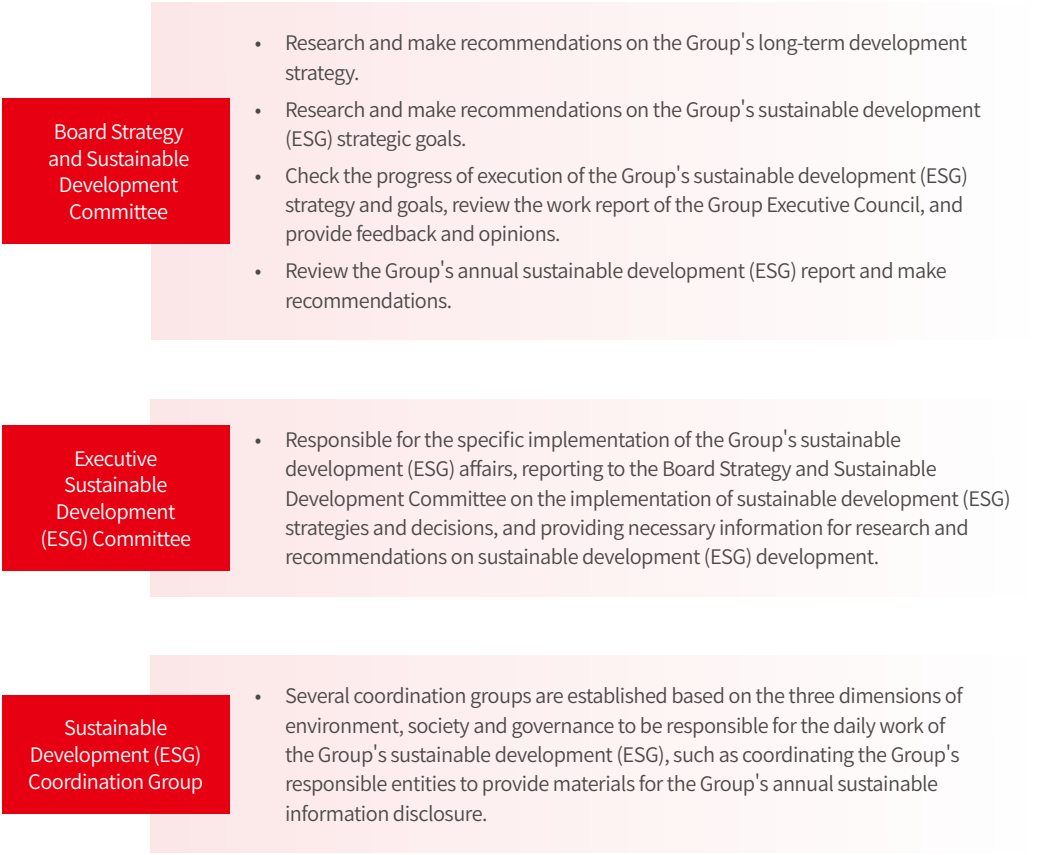 Board Strategy
and Sustainable
Development
Committee
• Research and make recommendations on the Group's long-term development
strategy.
• Research and make recommendations on the Group's sustainable development
(ESG) strategic goals.
• Check the progress of execution of the Group's sustainable development (ESG)
strategy and goals, review the work report of the Group Executive Council, and
provide feedback and opinions.
• Review the Group's annual sustainable development (ESG) report and make
recommendations.
Executive
Sustainable
Development
(ESG) Committee
• Responsible for the specific implementation of the Group's sustainable
development (ESG) affairs, reporting to the Board Strategy and Sustainable
Development Committee on the implementation of sustainable development (ESG)
strategies and decisions, and providing necessary information for research and
recommendations on sustainable development (ESG) development.
Sustainable
Development (ESG)
Coordination Group
• Several coordination groups are established based on the three dimensions of
environment, society and governance to be responsible for the daily work of
the Group's sustainable development (ESG), such as coordinating the Group's
responsible entities to provide materials for the Group's annual sustainable
information disclosure.